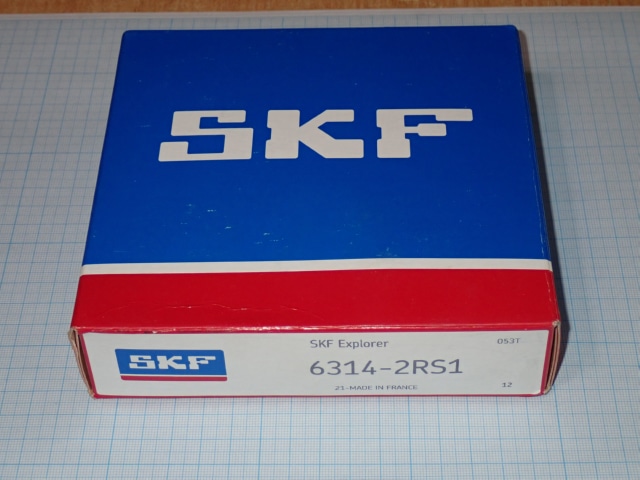 SKF
SKF Explorer
053T
SKF
6314-2RS1
21-MADE IN FRANCE
12